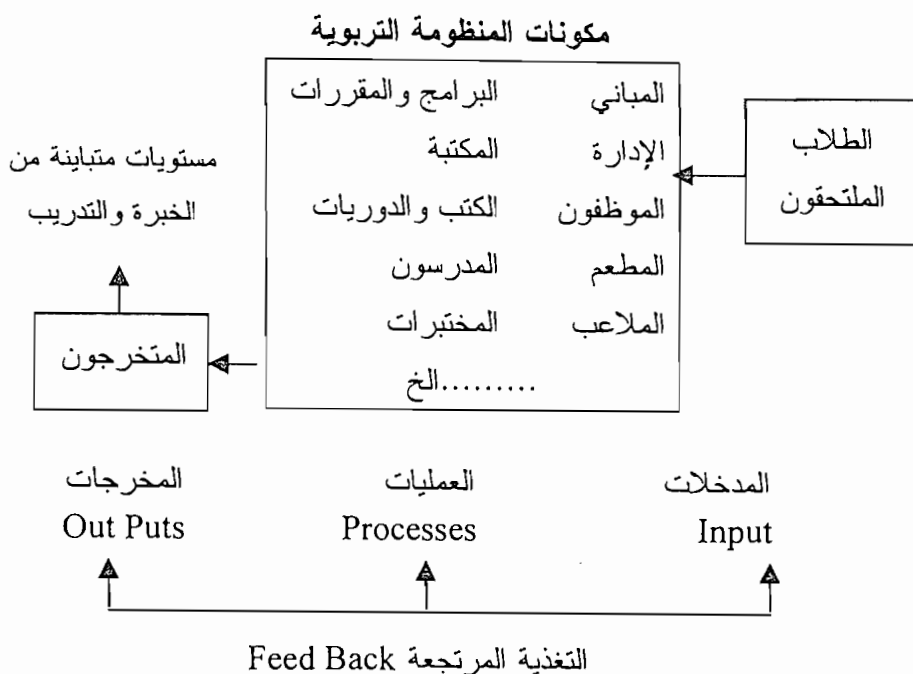 مكونات المنظومة التربوية
الطلاب
الملتحقون
المباني البرامج والمقررات
الإدارة المكتبة
الموظفون الكتب والدوريات
المطعم المدرسون
الملاعب المختبرات
.........الخ
مستويات متباينة من
الخبرة والتدريب
المتخرجون
المدخلات العمليات المخرجات
Input Processes Out Puts
التغذية المرتجعة Feed Back